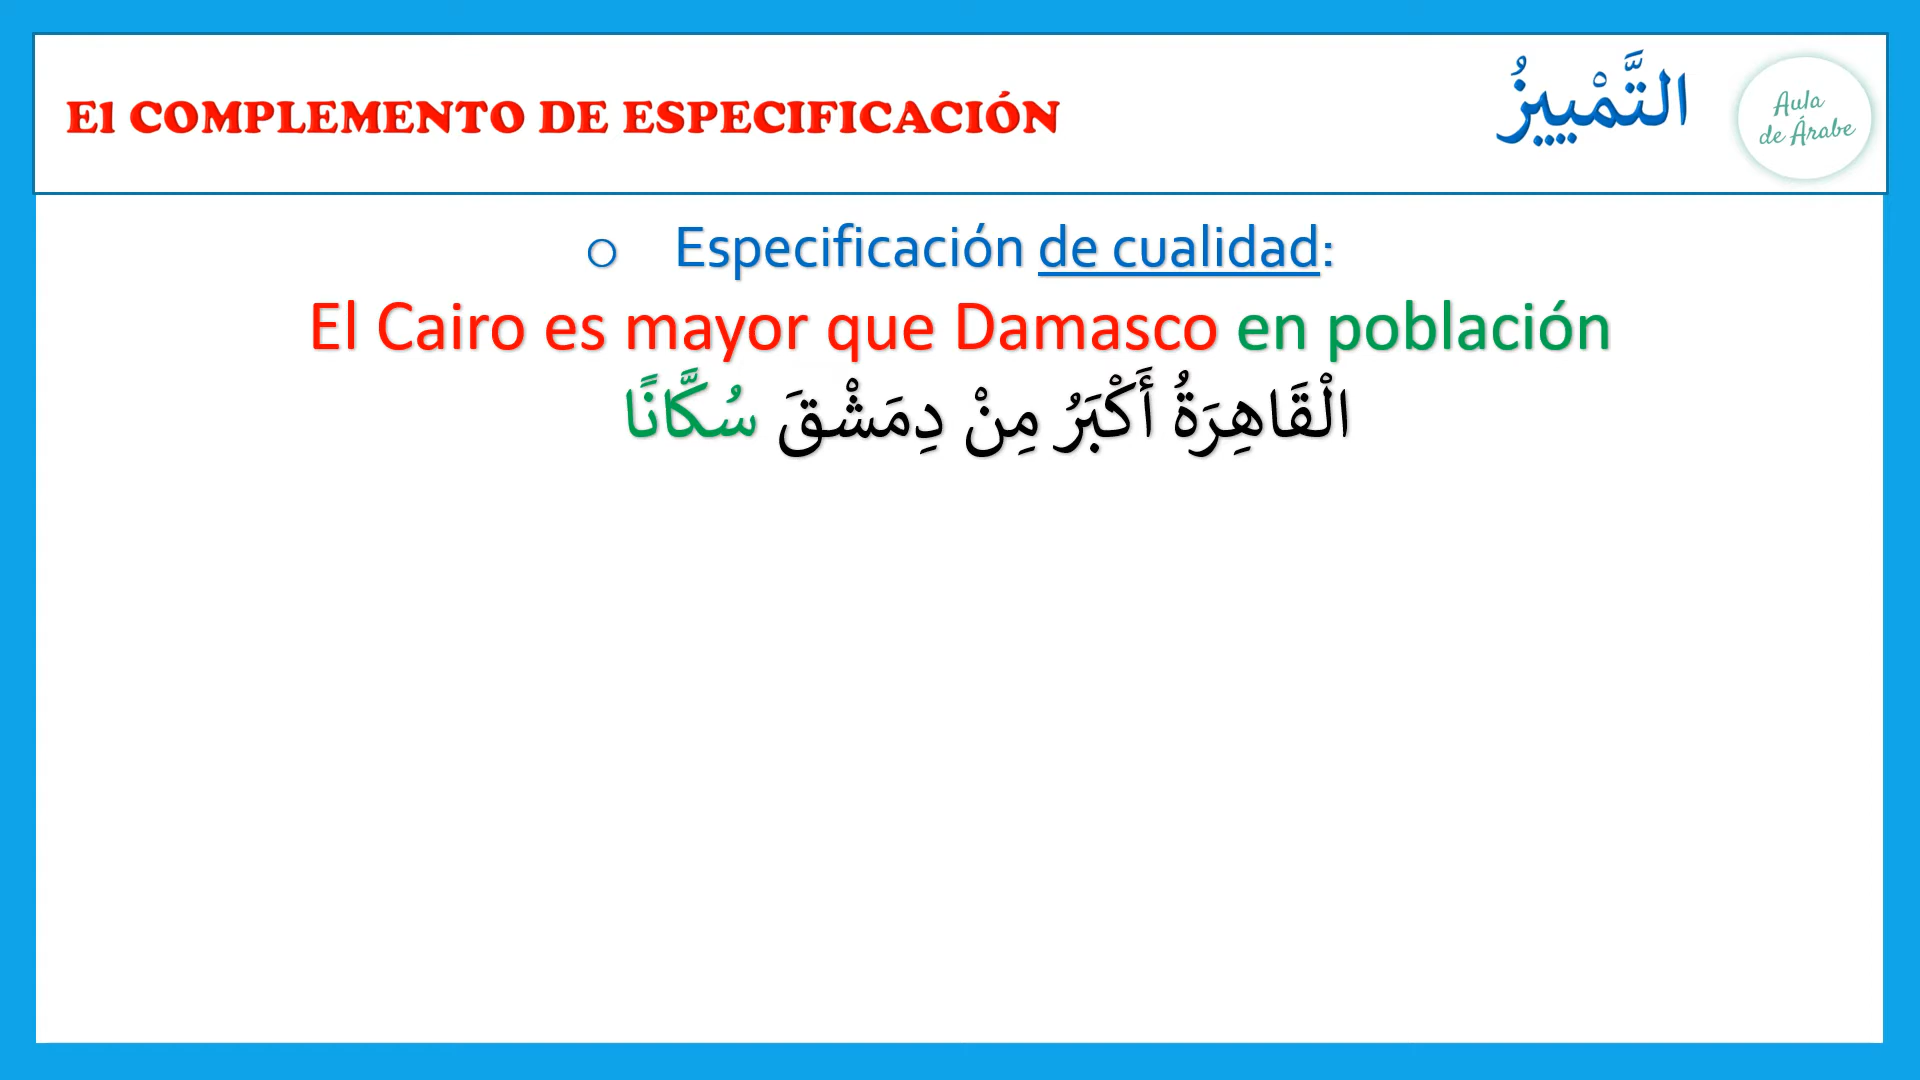 El COMPLEMENTO DE ESPECIFICACIÓN
التَّمْيِيزُ
Aula
de Árabe
o Especificación de cualidad:
El Cairo es mayor que Damasco en población
الْقَاهِرَةُ أَكْبَرُ مِنْ دِمَشْقَ سُكَّانًا